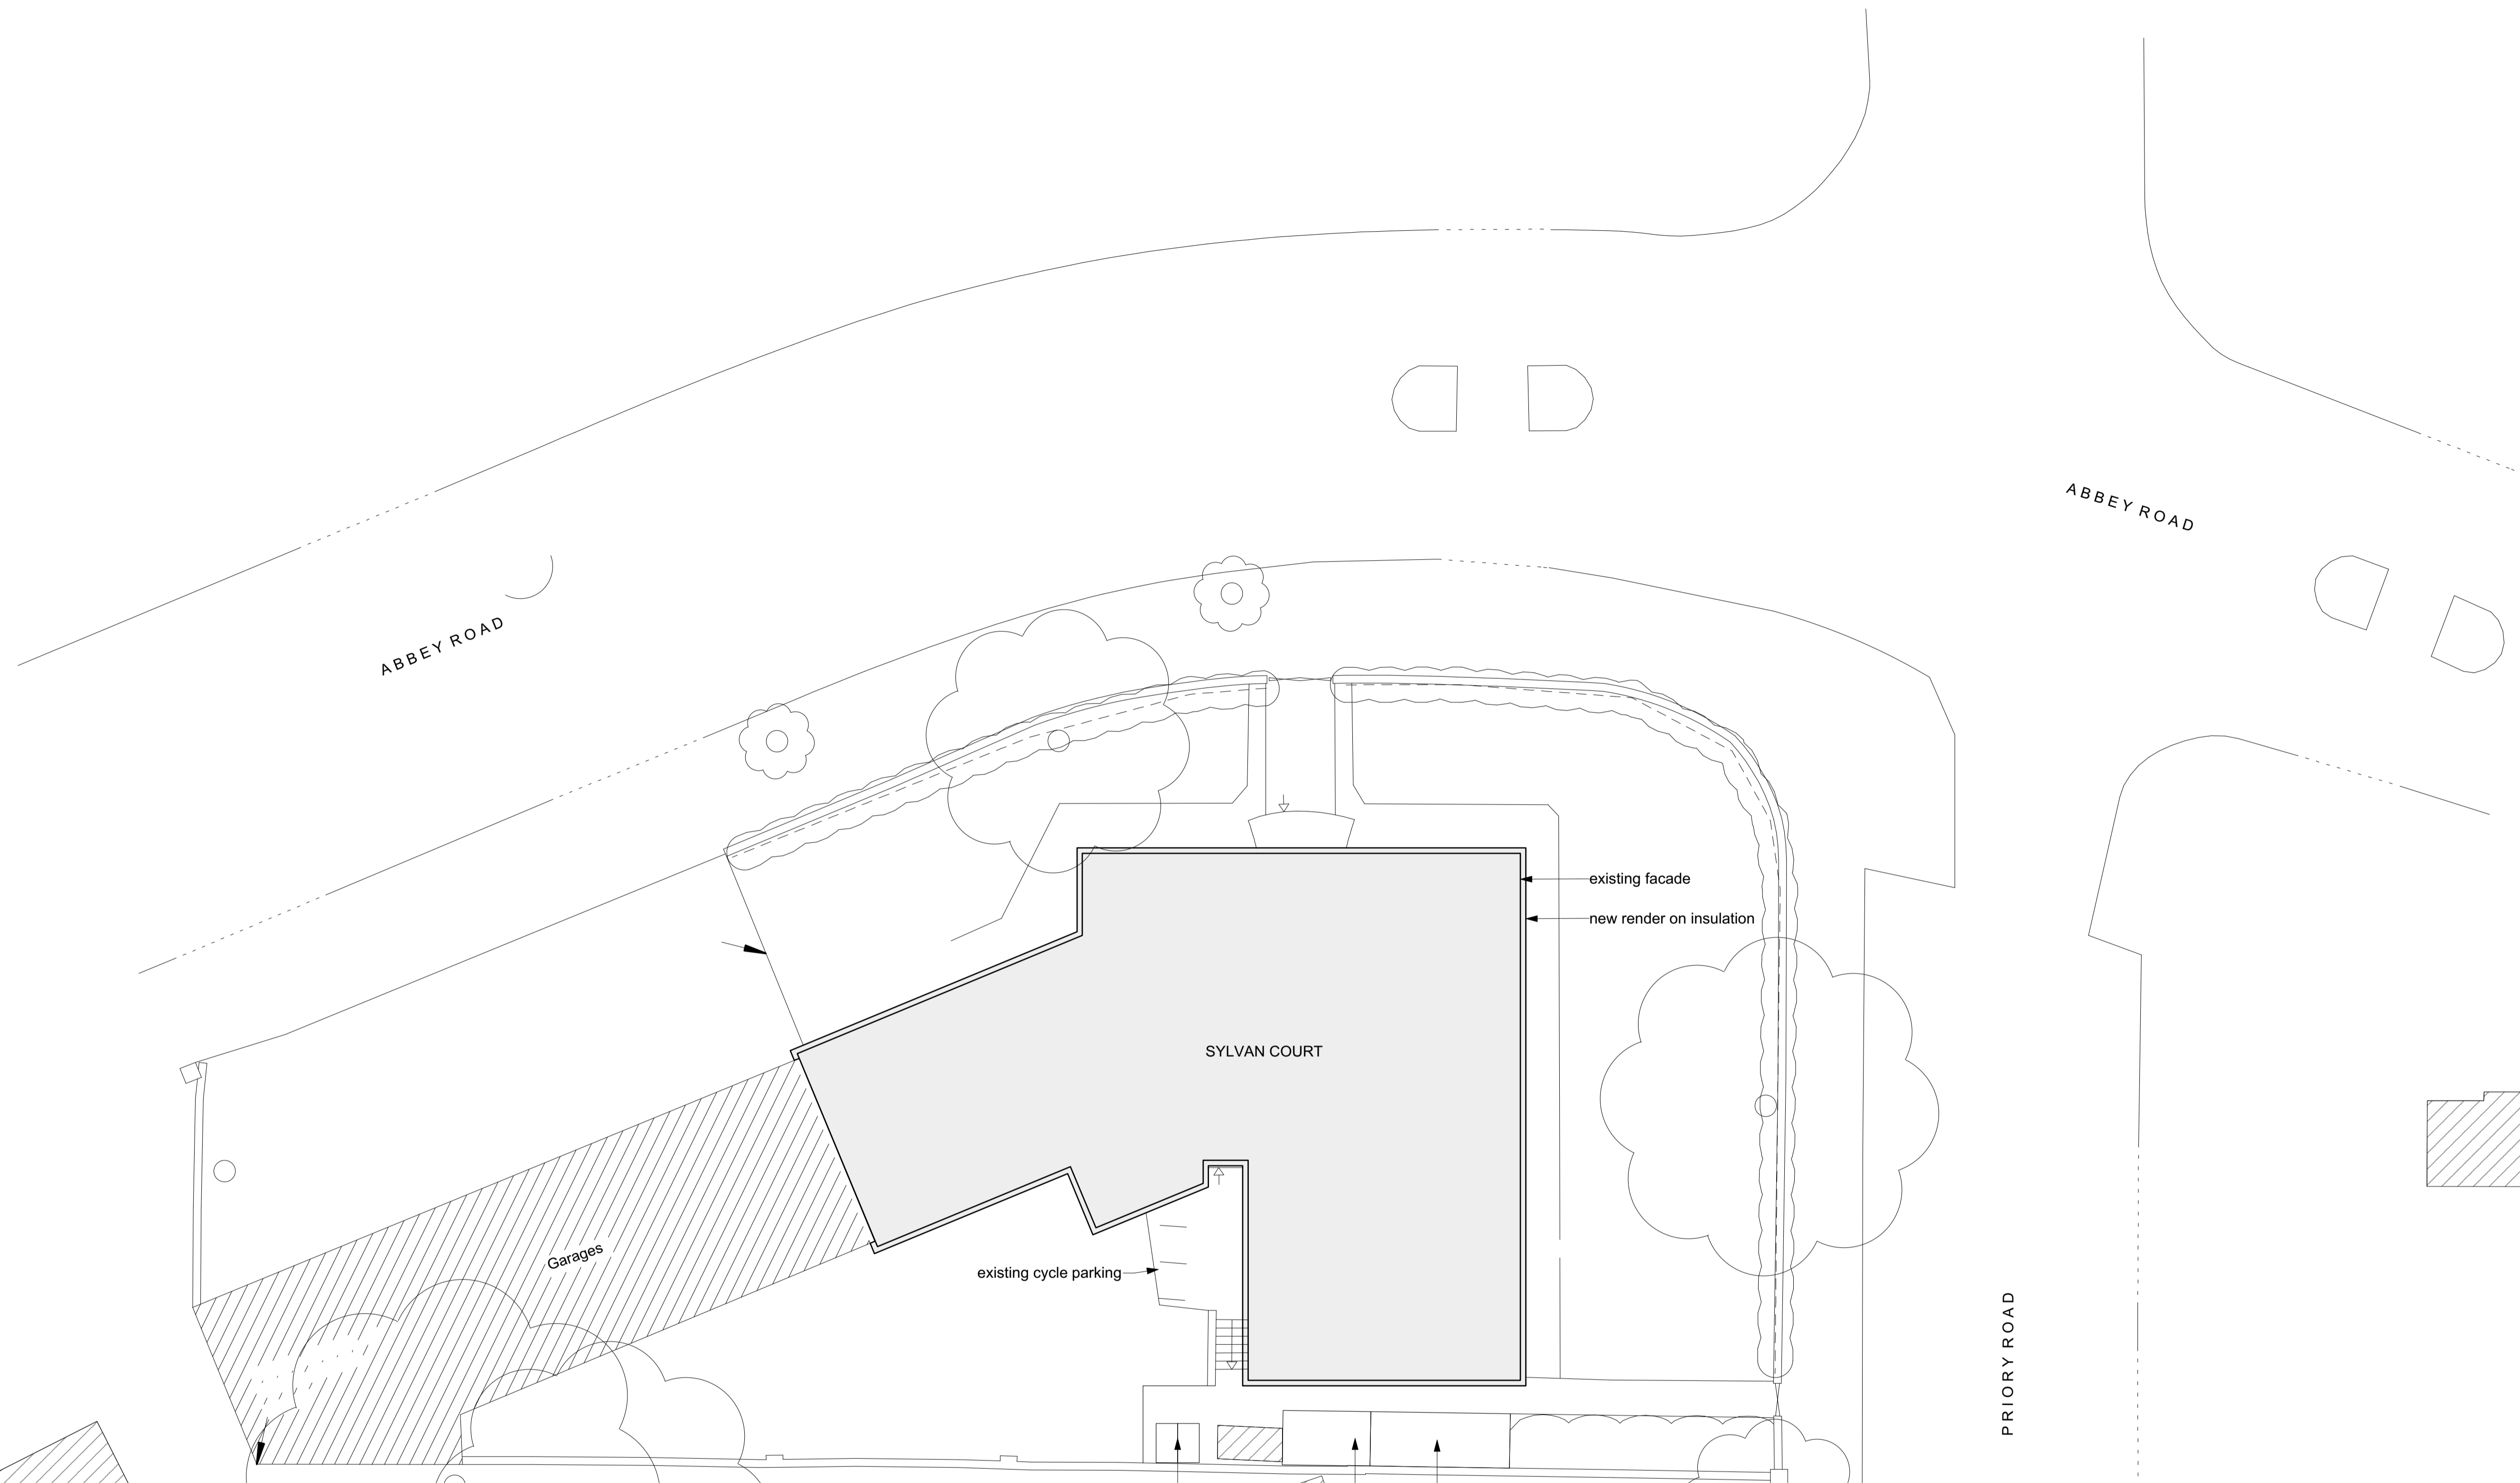 ABBEY ROAD
ABBEY ROAD
existing facade
new render on insulation
SYLVAN COURT
Garages
existing cycle parking
PRIORY ROAD